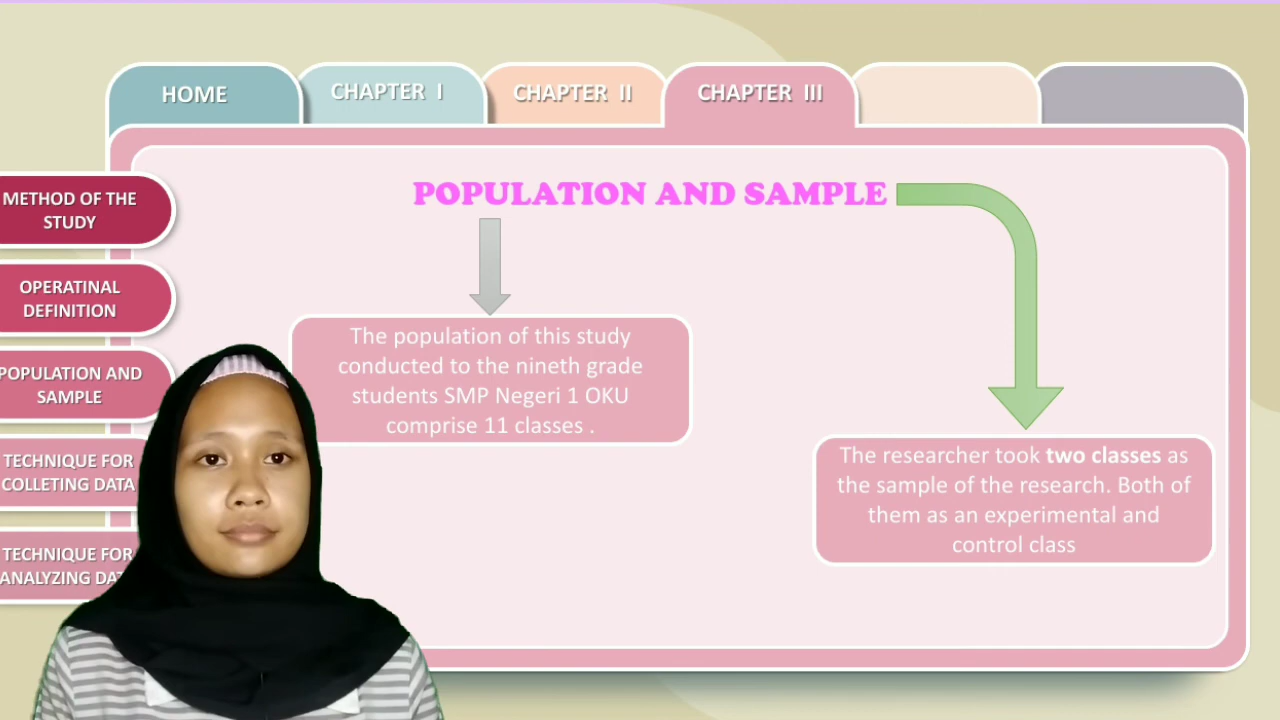 HOME
CHAPTER I
CHAPTER II
CHAPTER III
METHOD OF THE
STUDY
OPERATINAL
DEFINITION
POPULATION AND
SAMPLE
TECHNIQUE FOR
COLLETING DATA
TECHNIQUE FOR
ANALYZING DA
POPULATION AND SAMPLE
The population of this study
conducted to the nineth grade
students SMP Negeri 1 OKU
comprise 11 classes .
The researcher took two classes as
the sample of the research. Both of
them as an experimental and
control class